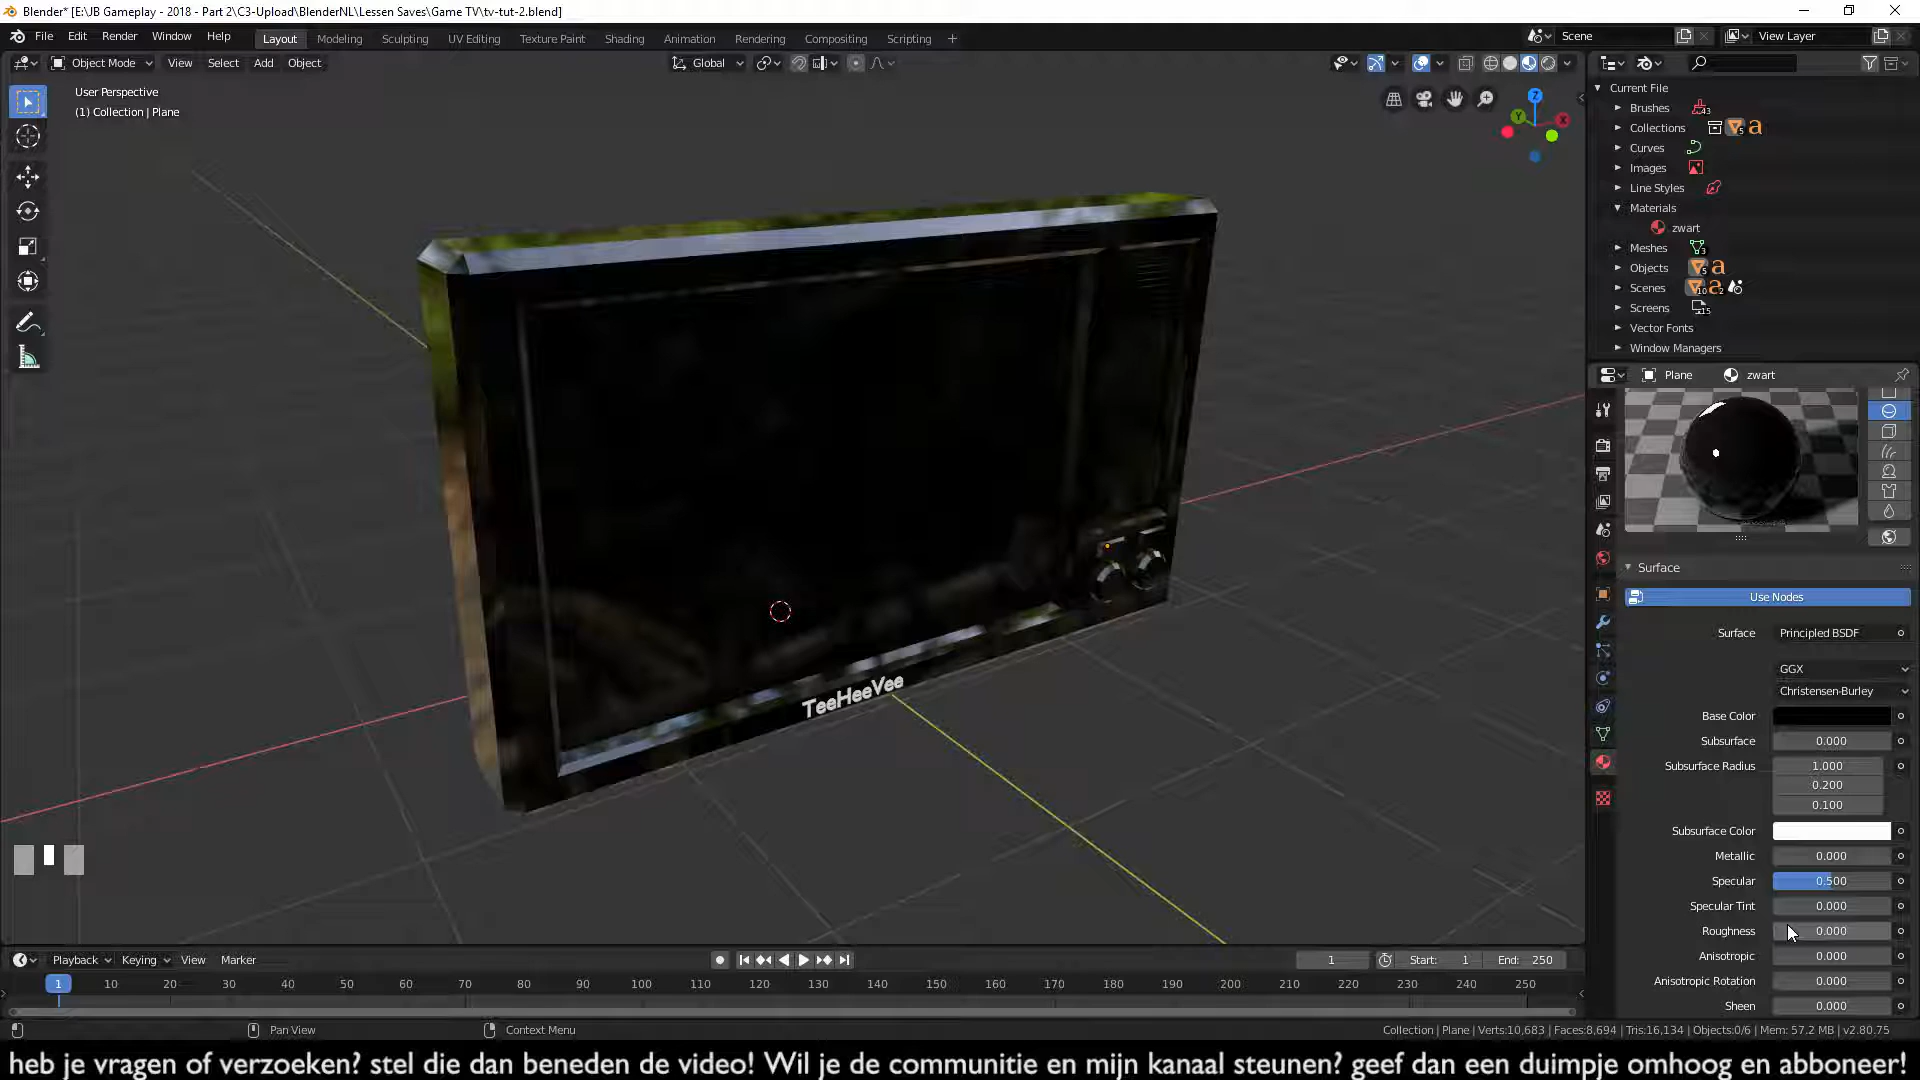 Blender* [E:\JB Gameplay - 2018 - Part 2\C3-Upload\BlenderNL\Lessen Saves\Game TV\tv-tut-2.blend]
File Edit Render Window Help Layout Modeling Sculpting UV Editing Texture Paint Shading Animation Rendering Compositing Scripting + Scene View Layer
Object Mode View Select Add Object Global
User Perspective
(1) Collection | Plane
Z
Y
X
Current File
Brushes 43
Collections 5
Curves
Images
Line Styles
Materials
zwart
Meshes 3
Objects 5
Scenes 10 2
Screens 15
Vector Fonts
Window Managers
Plane zwart
Surface
Use Nodes
Surface Principled BSDF
GGX
Christensen-Burley
Base Color
Subsurface 0.000
Subsurface Radius 1.000
0.200
0.100
Subsurface Color
Metallic 0.000
Specular 0.500
Specular Tint 0.000
Roughness 0.000
Anisotropic 0.000
Anisotropic Rotation 0.000
Sheen 0.000
TeeHeeVee
Playback Keying View Marker 1 Start: 1 End: 250
1 10 20 30 40 50 60 70 80 90 100 110 120 130 140 150 160 170 180 190 200 210 220 230 240 250
Pan View Context Menu Collection | Plane | Verts:10,683 | Faces:8,694 | Tris:16,134 | Objects:0/6 | Mem: 57.2 MB | v2.80.75
heb je vragen of verzoeken? stel die dan beneden de video! Wil je de communitie en mijn kanaal steunen? geef dan een duimpje omhoog en abboneer!